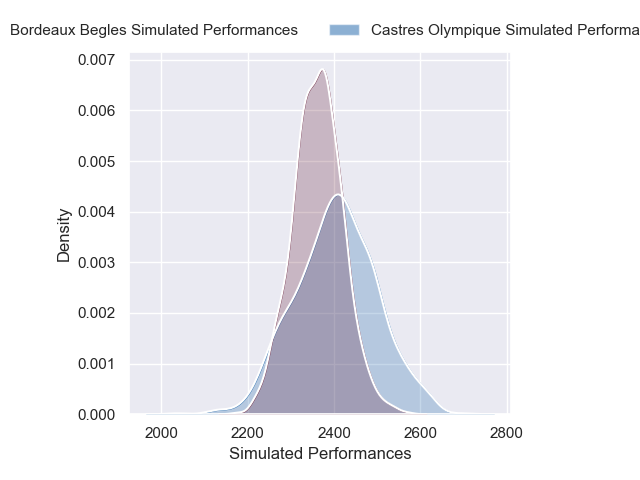 Bordeaux Begles Simulated Performances
Castres Olympique Simulated Performa
0.007
0.006
0.005
0.004
0.003
0.002
0.001
0.000
Density
2000 2200 2400 2600 2800
Simulated Performances